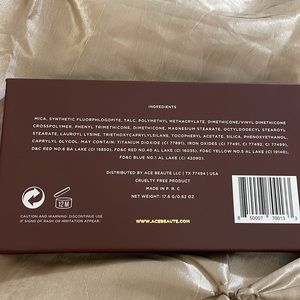 INGREDIENTS
MICA, SYNTHETIC FLUORPHLOGOPITE, TALC, POLYMETHYL METHACRYLATE, DIMETHICONE/VINYL DIMETHICONE
CROSSPOLYMER, PHENYL TRIMETHICONE, DIMETHICONE, MAGNESIUM STEARATE, OCTYLDODECYL STEAROYL
STEARATE, LAUROYL LYSINE, TRIETHOXYCAPRYLYLSILANE, TOCOPHERYL ACETATE, SILICA, PHENOXYETHANOL,
CAPRYLYL GLYCOL. MAY CONTAIN: TITANIUM DIOXIDE (CI 77891), IRON OXIDES (CI 77491, CI 77492, CI 77499),
D&C RED NO.6 BA LAKE (CI 15850), FD&C RED NO.40 AL LAKE (CI 16035), FD&C YELLOW NO.5 AL LAKE (CI 19140),
FD&C BLUE NO.1 AL LAKE (CI 42090).
DISTRIBUTED BY ACE BEAUTE LLC | TX 77494 | USA
CRUELTY FREE PRODUCT
MADE IN P. R. C
NET WEIGHT: 17.6 G/0.62 OZ
12 M
CAUTION AND WARNING: DISCONTINUE USE
IF SIGNS OF RASH OR IRRITATION APPEAR.
WWW.ACEBEAUTE.COM
8 50007 70013 3